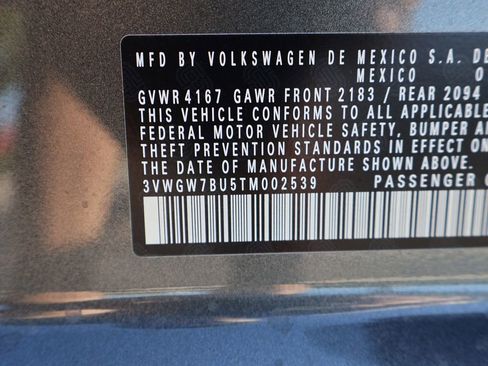 MFD BY VOLKSWAGEN DE MEXICO S.A. DE
MEXICO
GVWR 4167 GAWR FRONT 2183 / REAR 2094
THIS VEHICLE CONFORMS TO ALL APPLICABLE
FEDERAL MOTOR VEHICLE SAFETY, BUMPER A
THEFT PREVENTION STANDARDS IN EFFECT O
THE DATE OF MANUFACTURE SHOWN ABOVE.
3VWGW7BU5TM002539 PASSENGER C